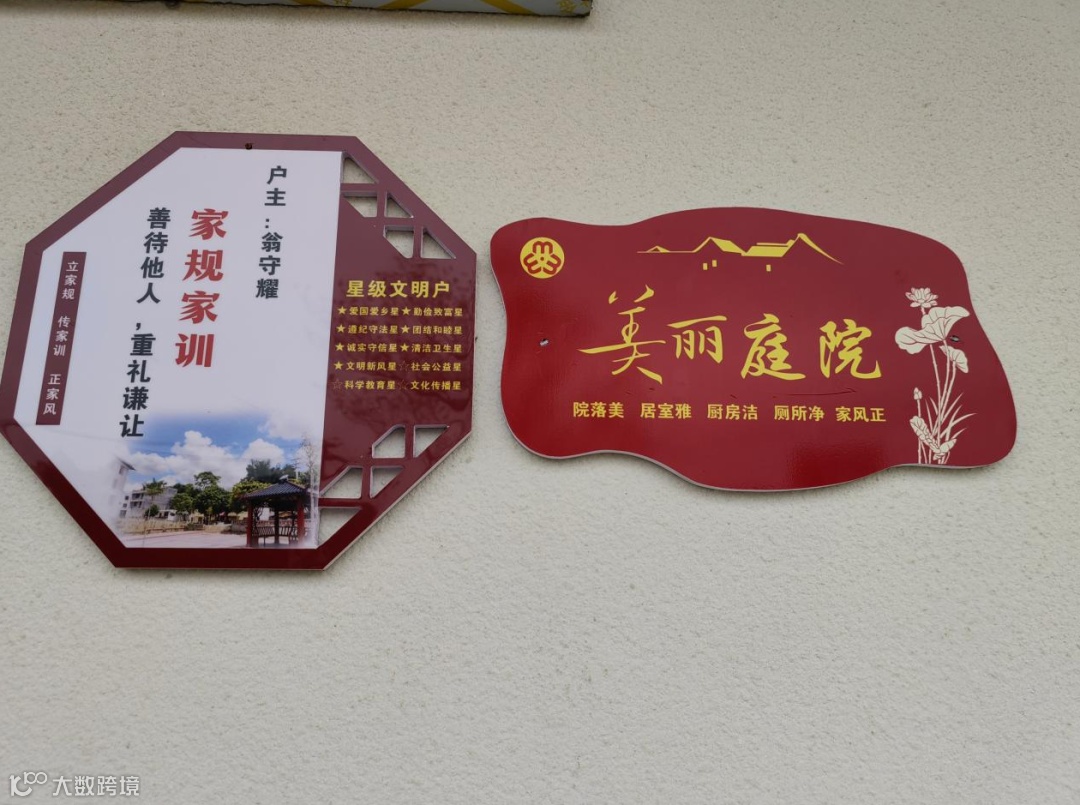 户主：翁守耀
家规家训
善待他人，重礼谦让
立家规 传家训 正家风
星级文明户
★爱国爱乡星★勤俭致富星
★遵纪守法星★团结和睦星
★诚实守信星★清洁卫生星
★文明新风星☆社会公益星
☆科学教育星☆文化传播星
美丽庭院
院落美 居室雅 厨房洁 厕所净 家风正
大数跨境